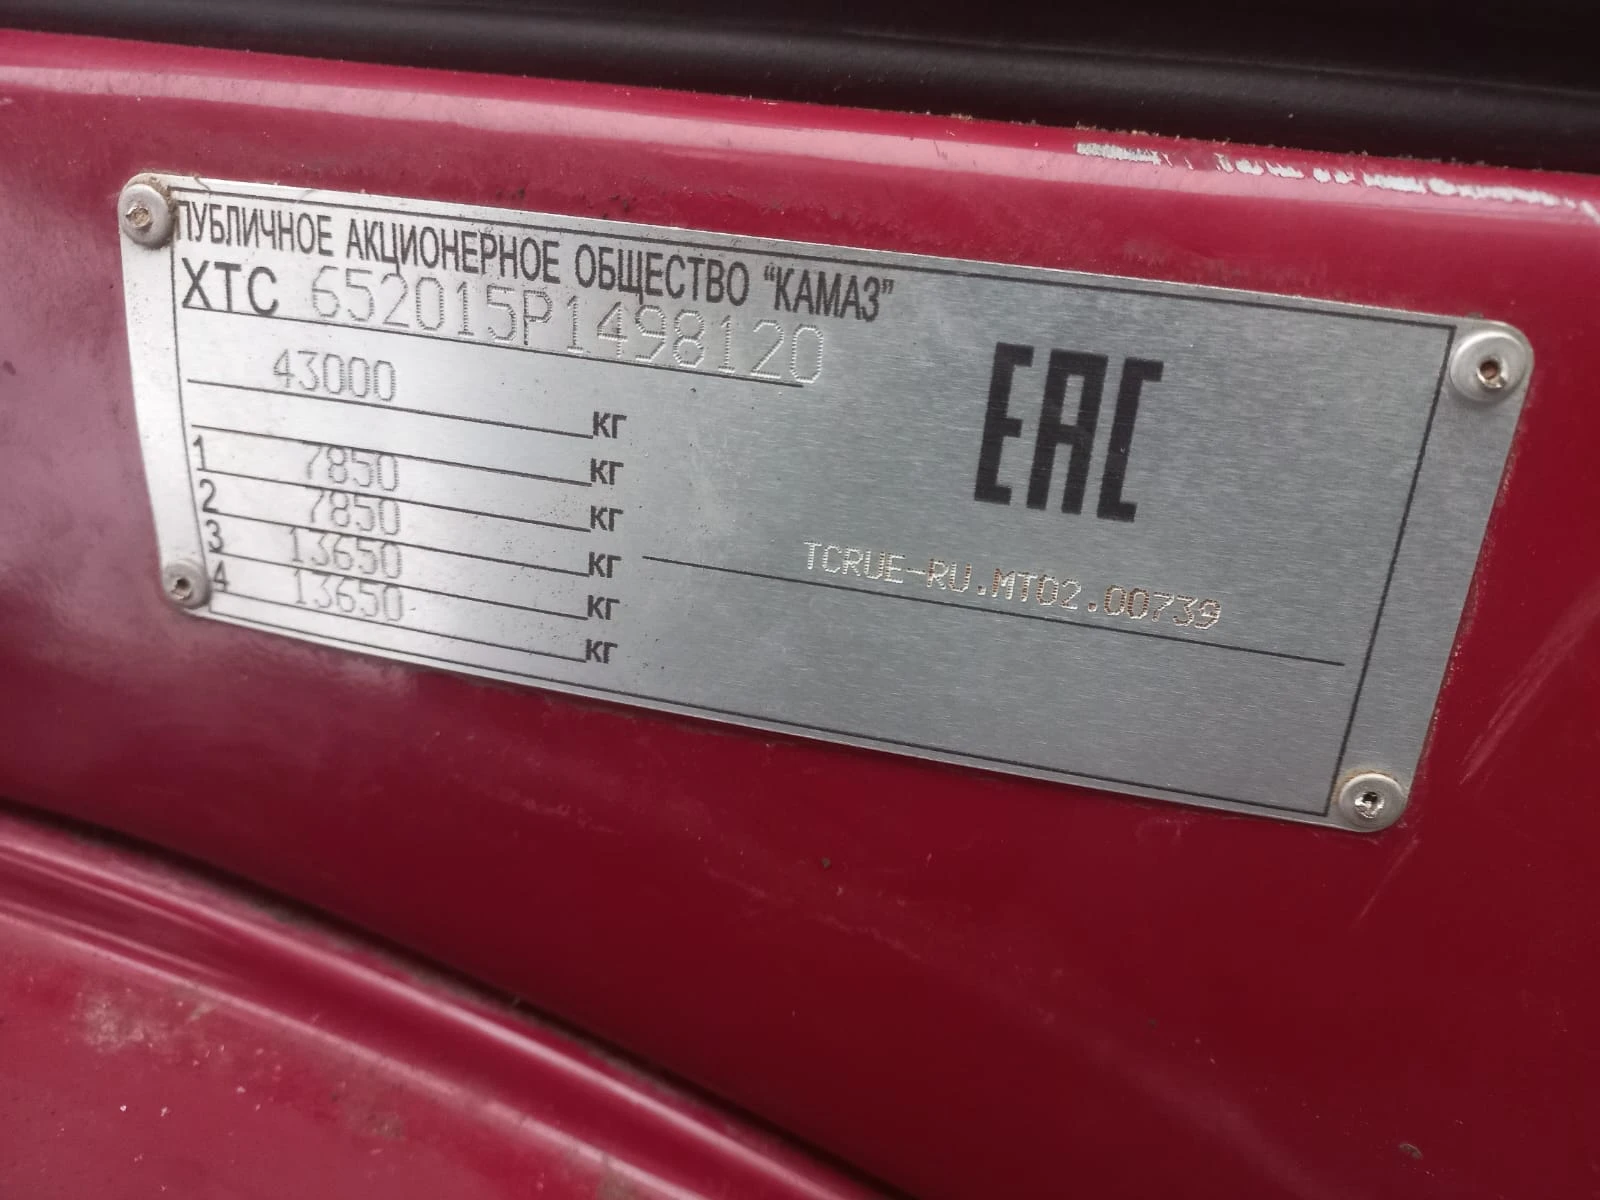 ПУБЛИЧНОЕ АКЦИОНЕРНОЕ ОБЩЕСТВО "КАМАЗ"
XTC 652015P1498120
43000 КГ
КГ
1 7850 КГ
2 7850 КГ
3 13650 КГ
4 13650 КГ
EAC
TCRUE-RU.MT02.00739